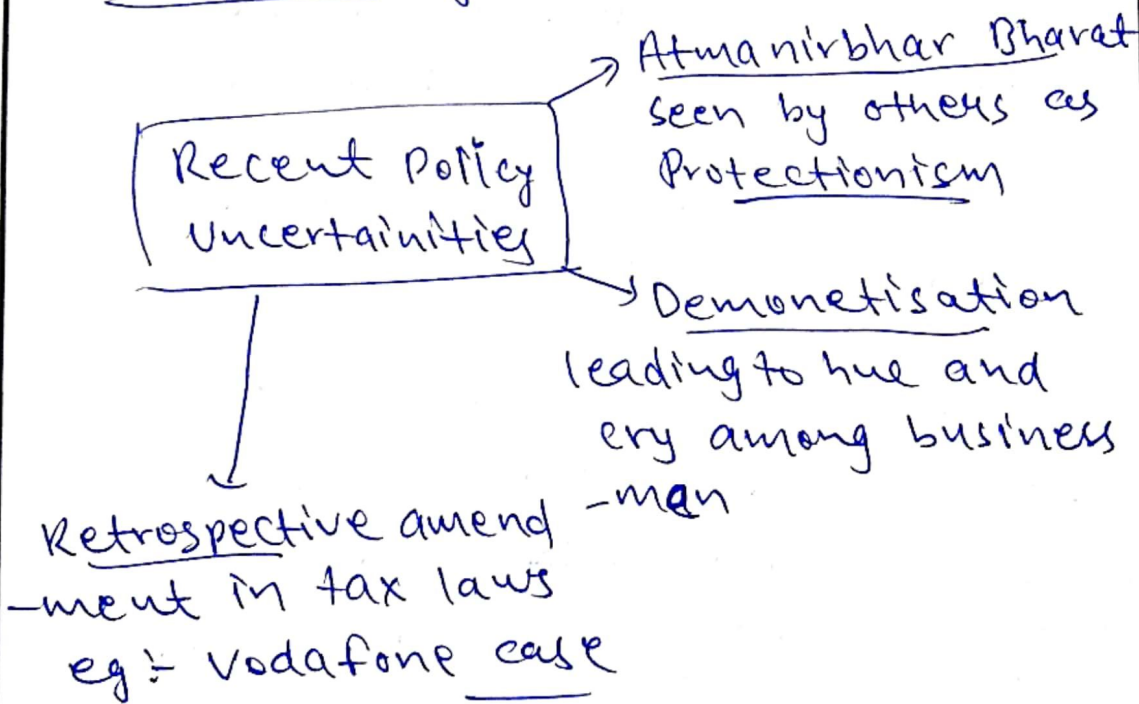 Recent Policy
Uncertainities
Atmanirbhar Bharat
seen by others as
Protectionism
Demonetisation
leading to hue and
cry among business
-man
Retrospective amend
-ment in tax laws
eg :- Vodafone case